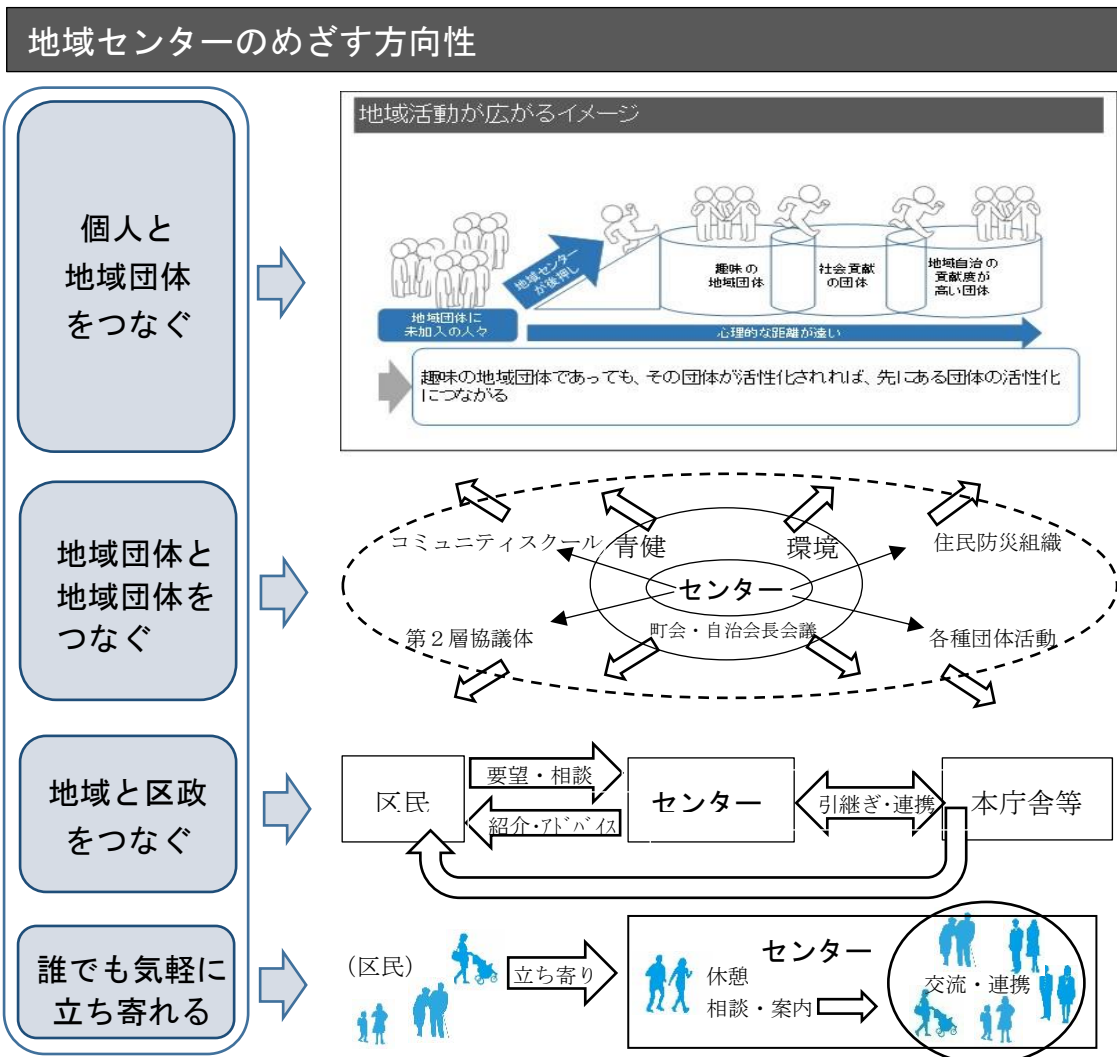 地域センターのめざす方向性
個人と
地域団体
をつなぐ
地域活動が広がるイメージ
地域センター
が後押し
趣味の
地域団体
社会貢献
の団体
地域自治の
貢献度が
高い団体
地域団体に
未加入の人々
心理的な距離が遠い
趣味の地域団体であっても、その団体が活性化されれば、先にある団体の活性化
につながる
地域団体と
地域団体を
つなぐ
コミュニティスクール
青健
環境
住民防災組織
センター
第2層協議体
町会・自治会長会議
各種団体活動
地域と区政
をつなぐ
区民
要望・相談
紹介・アドバイス
センター
引継ぎ・連携
本庁舎等
誰でも気軽に
立ち寄れる
(区民)
立ち寄り
センター
休憩
相談・案内
交流・連携